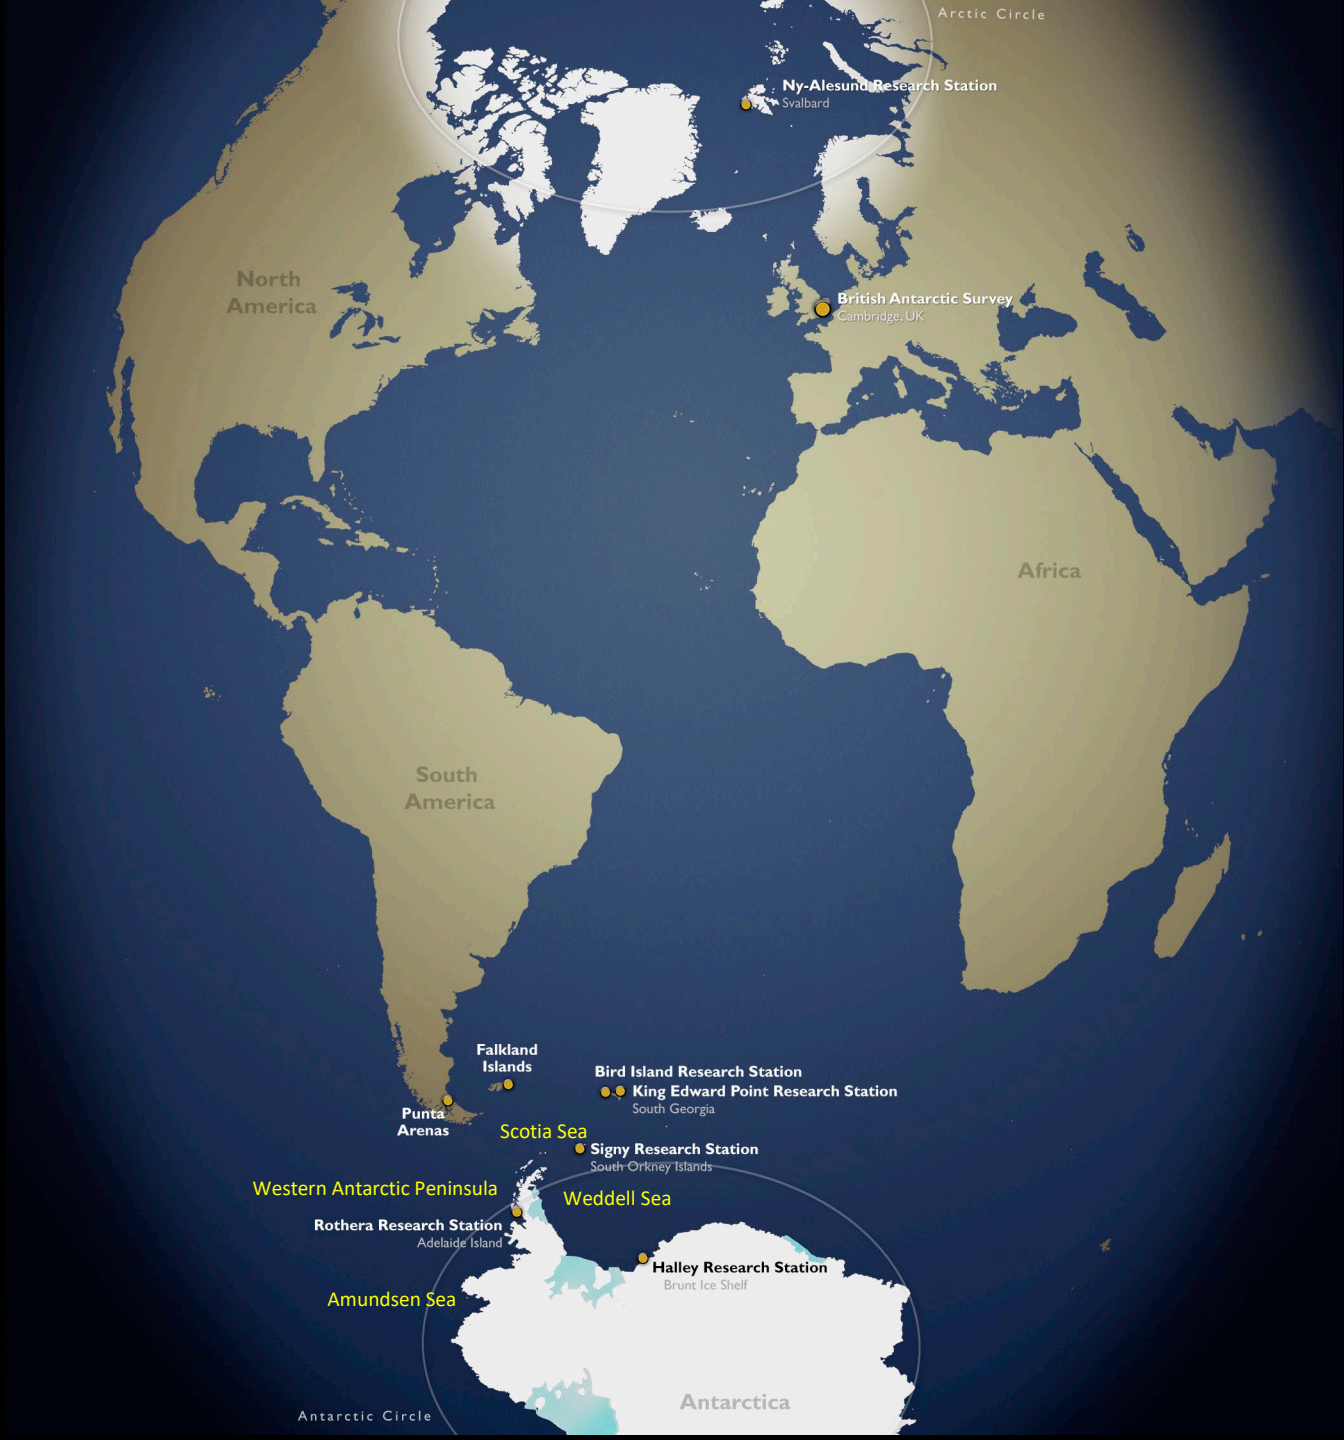 Arctic Circle
Ny-Alesund Research Station
Svalbard
North
America
British Antarctic Survey
Cambridge, UK
Africa
South
America
Falkland
Islands
Bird Island Research Station
King Edward Point Research Station
South Georgia
Punta
Arenas
Scotia Sea
Signy Research Station
South Orkney Islands
Western Antarctic Peninsula
Weddell Sea
Rothera Research Station
Adelaide Island
Halley Research Station
Brunt Ice Shelf
Amundsen Sea
Antarctica
Antarctic Circle